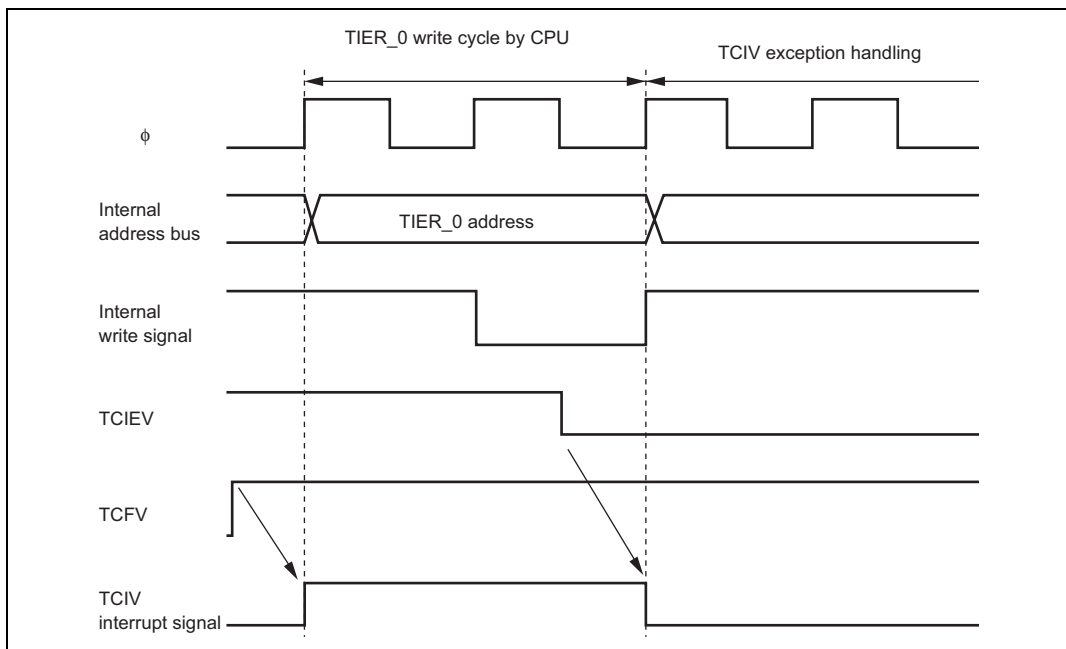 TIER_0 write cycle by CPU
TCIV exception handling
ϕ
Internal
address bus
TIER_0 address
Internal
write signal
TCIEV
TCFV
TCIV
interrupt signal